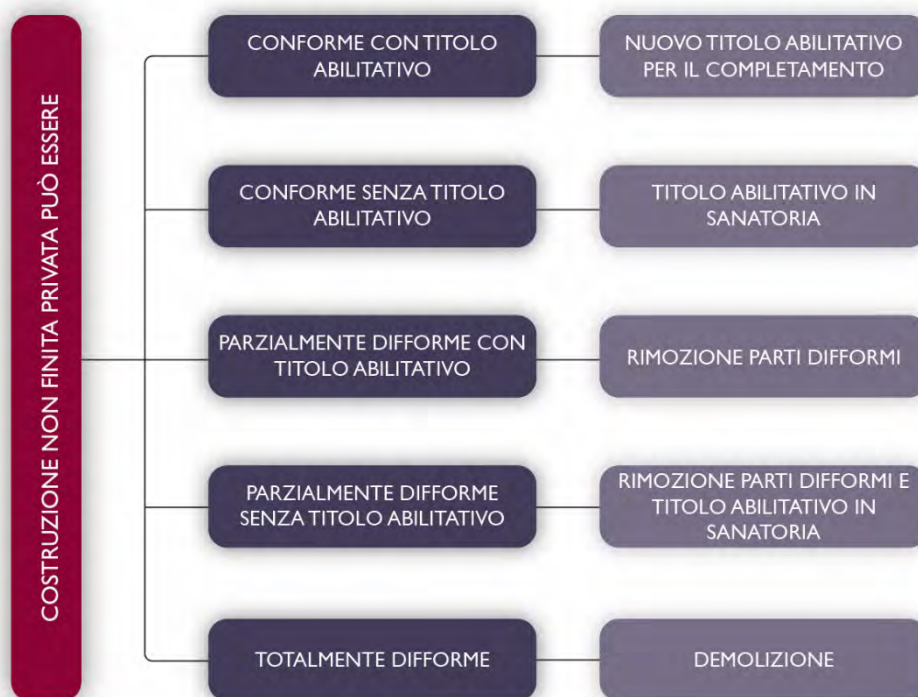 COSTRUZIONE NON FINITA PRIVATA PUÒ ESSERE
CONFORME CON TITOLO
ABILITATIVO
NUOVO TITOLO ABILITATIVO
PER IL COMPLETAMENTO
CONFORME SENZA TITOLO
ABILITATIVO
TITOLO ABILITATIVO IN
SANATORIA
PARZIALMENTE DIFFORME CON
TITOLO ABILITATIVO
RIMOZIONE PARTI DIFFORMI
PARZIALMENTE DIFFORME
SENZA TITOLO ABILITATIVO
RIMOZIONE PARTI DIFFORMI E
TITOLO ABILITATIVO IN
SANATORIA
TOTALMENTE DIFFORME
DEMOLIZIONE